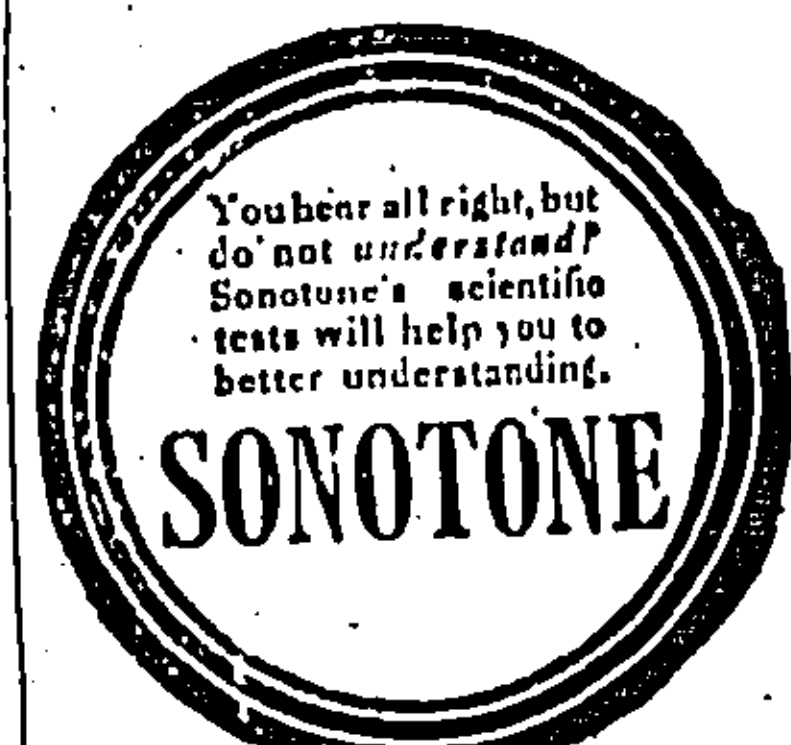 You hear all right, but
do not understand?
Sonotone's scientific
tests will help you to
better understanding.
SONOTONE